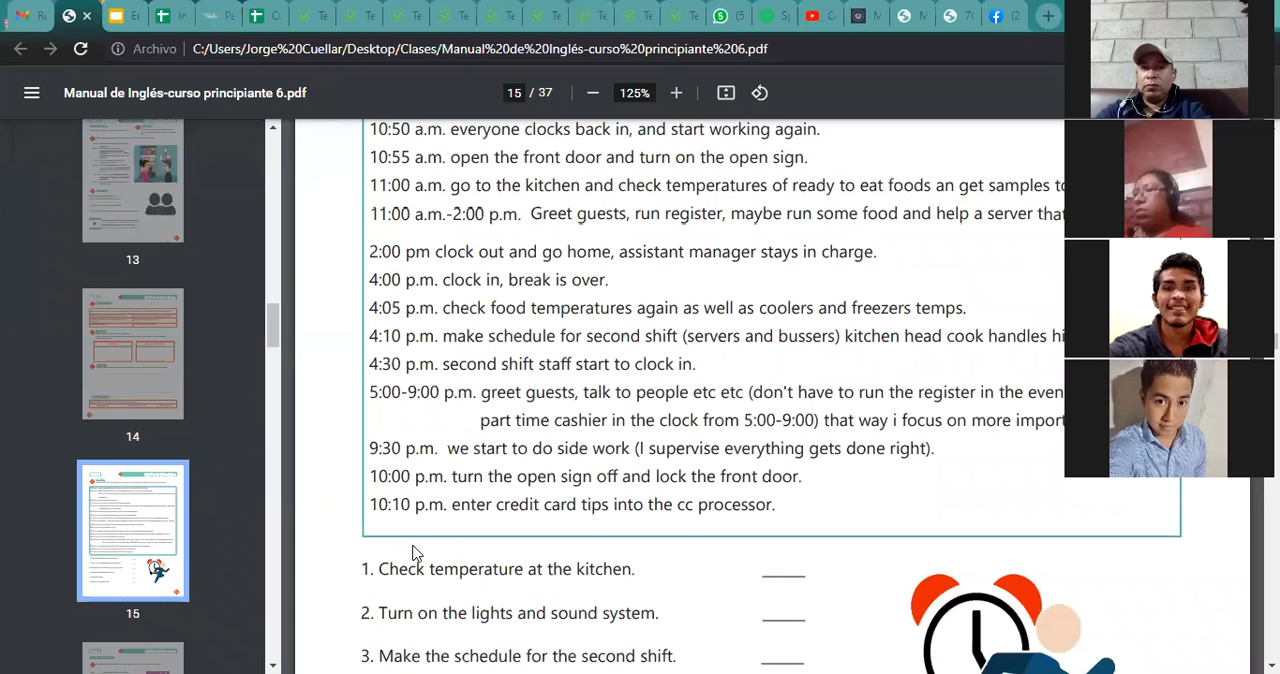 Archivo
C:/Users/Jorge%20Cuellar/Desktop/Clases/Manual%20de%20Inglés-curso%20principiante%206.pdf
Manual de Inglés-curso principiante 6.pdf
15 / 37
125%
13
14
15
10:50 a.m. everyone clocks back in, and start working again.
10:55 a.m. open the front door and turn on the open sign.
11:00 a.m. go to the kitchen and check temperatures of ready to eat foods an get samples to
11:00 a.m.-2:00 p.m. Greet guests, run register, maybe run some food and help a server that
2:00 pm clock out and go home, assistant manager stays in charge.
4:00 p.m. clock in, break is over.
4:05 p.m. check food temperatures again as well as coolers and freezers temps.
4:10 p.m. make schedule for second shift (servers and bussers) kitchen head cook handles
4:30 p.m. second shift staff start to clock in.
5:00-9:00 p.m. greet guests, talk to people etc etc (don't have to run the register in the
part time cashier in the clock from 5:00-9:00) that way i focus on more
9:30 p.m. we start to do side work (I supervise everything gets done right).
10:00 p.m. turn the open sign off and lock the front door.
10:10 p.m. enter credit card tips into the cc processor.
1. Check temperature at the kitchen.
2. Turn on the lights and sound system.
3. Make the schedule for the second shift.